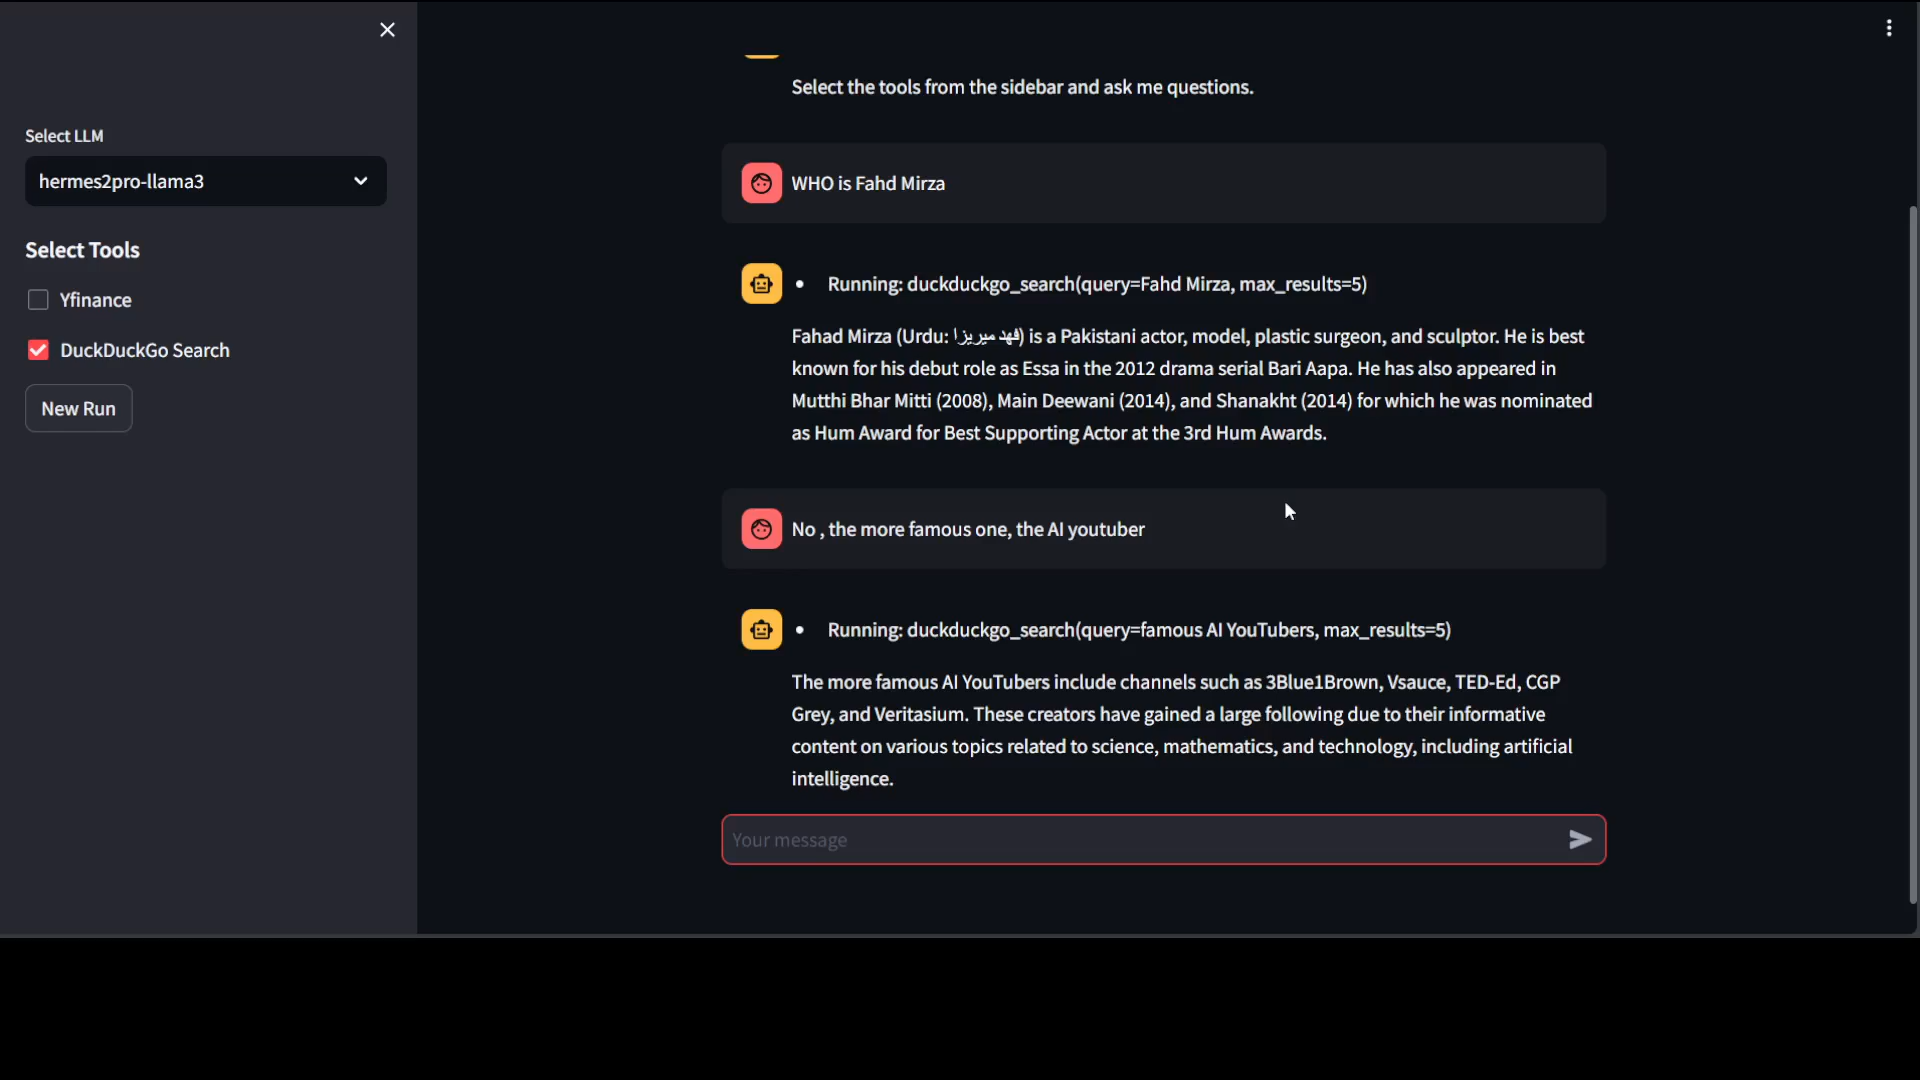 Select the tools from the sidebar and ask me questions.
Select LLM
hermes2pro-llama3
Select Tools
Yfinance
DuckDuckGo Search
New Run
WHO is Fahd Mirza
• Running: duckduckgo_search(query=Fahd Mirza, max_results=5)
Fahad Mirza (Urdu: فهد میریزا) is a Pakistani actor, model, plastic surgeon, and sculptor. He is best
known for his debut role as Essa in the 2012 drama serial Bari Aapa. He has also appeared in
Mutthi Bhar Mitti (2008), Main Deewani (2014), and Shanakht (2014) for which he was nominated
as Hum Award for Best Supporting Actor at the 3rd Hum Awards.
No , the more famous one, the AI youtuber
• Running: duckduckgo_search(query=famous AI YouTubers, max_results=5)
The more famous AI YouTubers include channels such as 3Blue1Brown, Vsauce, TED-Ed, CGP
Grey, and Veritasium. These creators have gained a large following due to their informative
content on various topics related to science, mathematics, and technology, including artificial
intelligence.
Your message